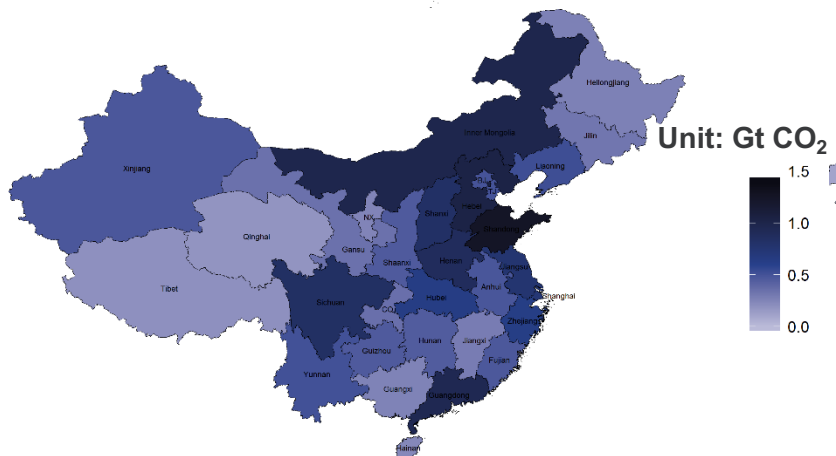 Heilongjiang
Jilin
Unit: Gt CO₂
Inner Mongolia
Liaoning
Xinjiang
1.5
1.0
0.5
0.0
BJ
TJ
Hebei
Shanxi
Shandong
NX
Qinghai
Gansu
Shaanxi
Henan
Jiangsu
Tibet
Anhui
Shanghai
Sichuan
Hubei
CQ
Zhejiang
Hunan
Jiangxi
Guizhou
Fujian
Yunnan
Guangxi
Guangdong
Hainan